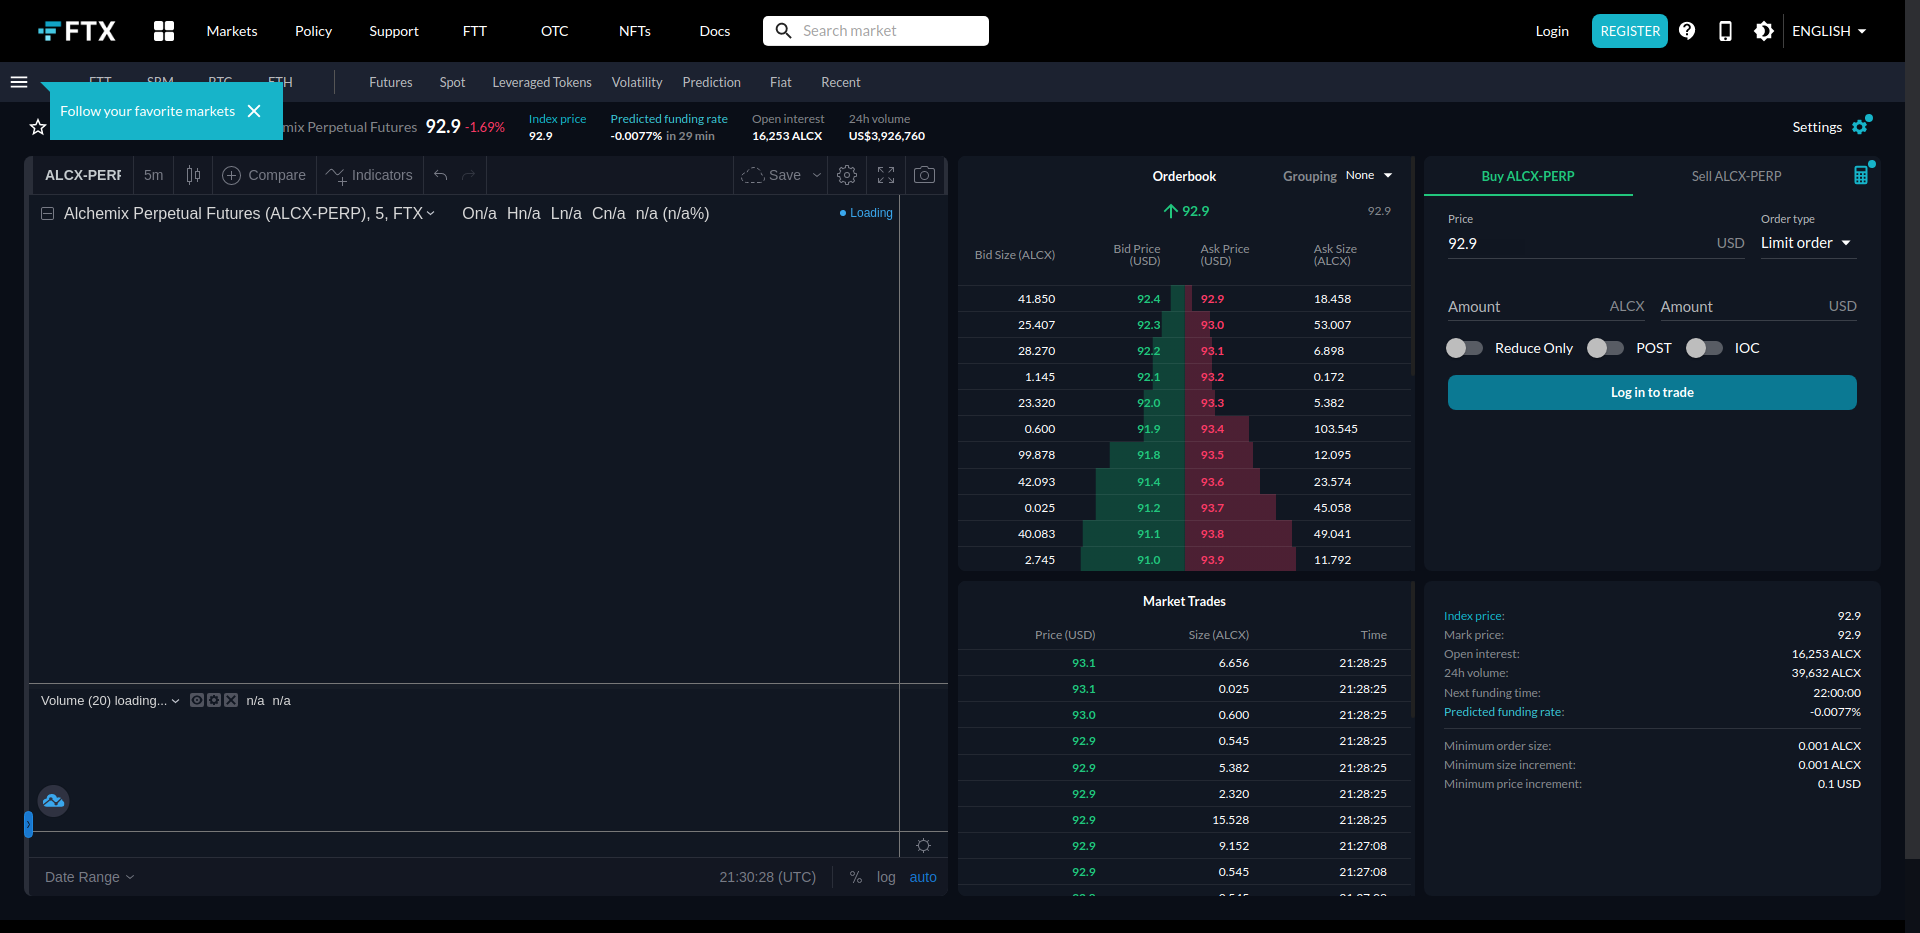 FTX
Markets
Policy
Support
FTT
OTC
NFTs
Docs
Search market
Login
REGISTER
ENGLISH
Futures
Spot
Leveraged Tokens
Volatility
Prediction
Fiat
Recent
Follow your favorite markets
mix Perpetual Futures
92.9 -1.69%
Index price
92.9
Predicted funding rate
-0.0077% in 29 min
Open interest
16,253 ALCX
24h volume
US$3,926,760
Settings
ALCX-PERP
5m
Compare
Indicators
Save
Alchemix Perpetual Futures (ALCX-PERP), 5, FTX
On/a Hn/a Ln/a Cn/a n/a (n/a%)
Loading
Volume (20) loading...
n/a n/a
Date Range
21:30:28 (UTC)
%
log
auto
Orderbook
Grouping None
92.9
92.9
Bid Size (ALCX) Bid Price (USD) Ask Price (USD) Ask Size (ALCX)
41.850 92.4 92.9 18.458
25.407 92.3 93.0 53.007
28.270 92.2 93.1 6.898
1.145 92.1 93.2 0.172
23.320 92.0 93.3 5.382
0.600 91.9 93.4 103.545
99.878 91.8 93.5 12.095
42.093 91.4 93.6 23.574
0.025 91.2 93.7 45.058
40.083 91.1 93.8 49.041
2.745 91.0 93.9 11.792
Market Trades
Price (USD) Size (ALCX) Time
93.1 6.656 21:28:25
93.1 0.025 21:28:25
93.0 0.600 21:28:25
92.9 0.545 21:28:25
92.9 5.382 21:28:25
92.9 2.320 21:28:25
92.9 15.528 21:28:25
92.9 9.152 21:27:08
92.9 0.545 21:27:08
Buy ALCX-PERP
Sell ALCX-PERP
Price
92.9 USD
Order type
Limit order
Amount ALCX
Amount USD
Reduce Only
POST
IOC
Log in to trade
Index price: 92.9
Mark price: 92.9
Open interest: 16,253 ALCX
24h volume: 39,632 ALCX
Next funding time: 22:00:00
Predicted funding rate: -0.0077%
Minimum order size: 0.001 ALCX
Minimum size increment: 0.001 ALCX
Minimum price increment: 0.1 USD